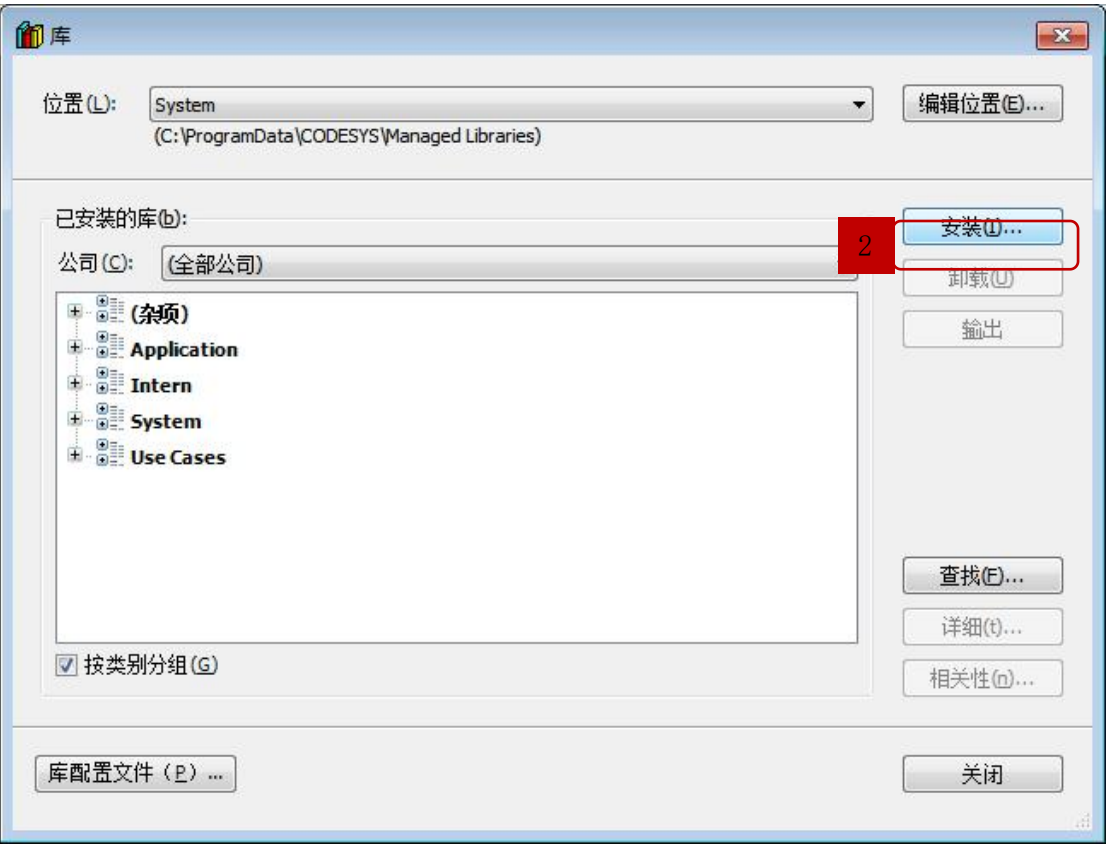 库
位置(L): System 编辑位置(E)...
(C:\ProgramData\CODESYS\Managed Libraries)
已安装的库(b):
2 安装(I)...
公司(C): (全部公司)
卸载(U)
(杂项)
输出
Application
Intern
System
Use Cases
查找(F)...
详细(t)...
按类别分组(G)
相关性(n)...
库配置文件（P）...
关闭